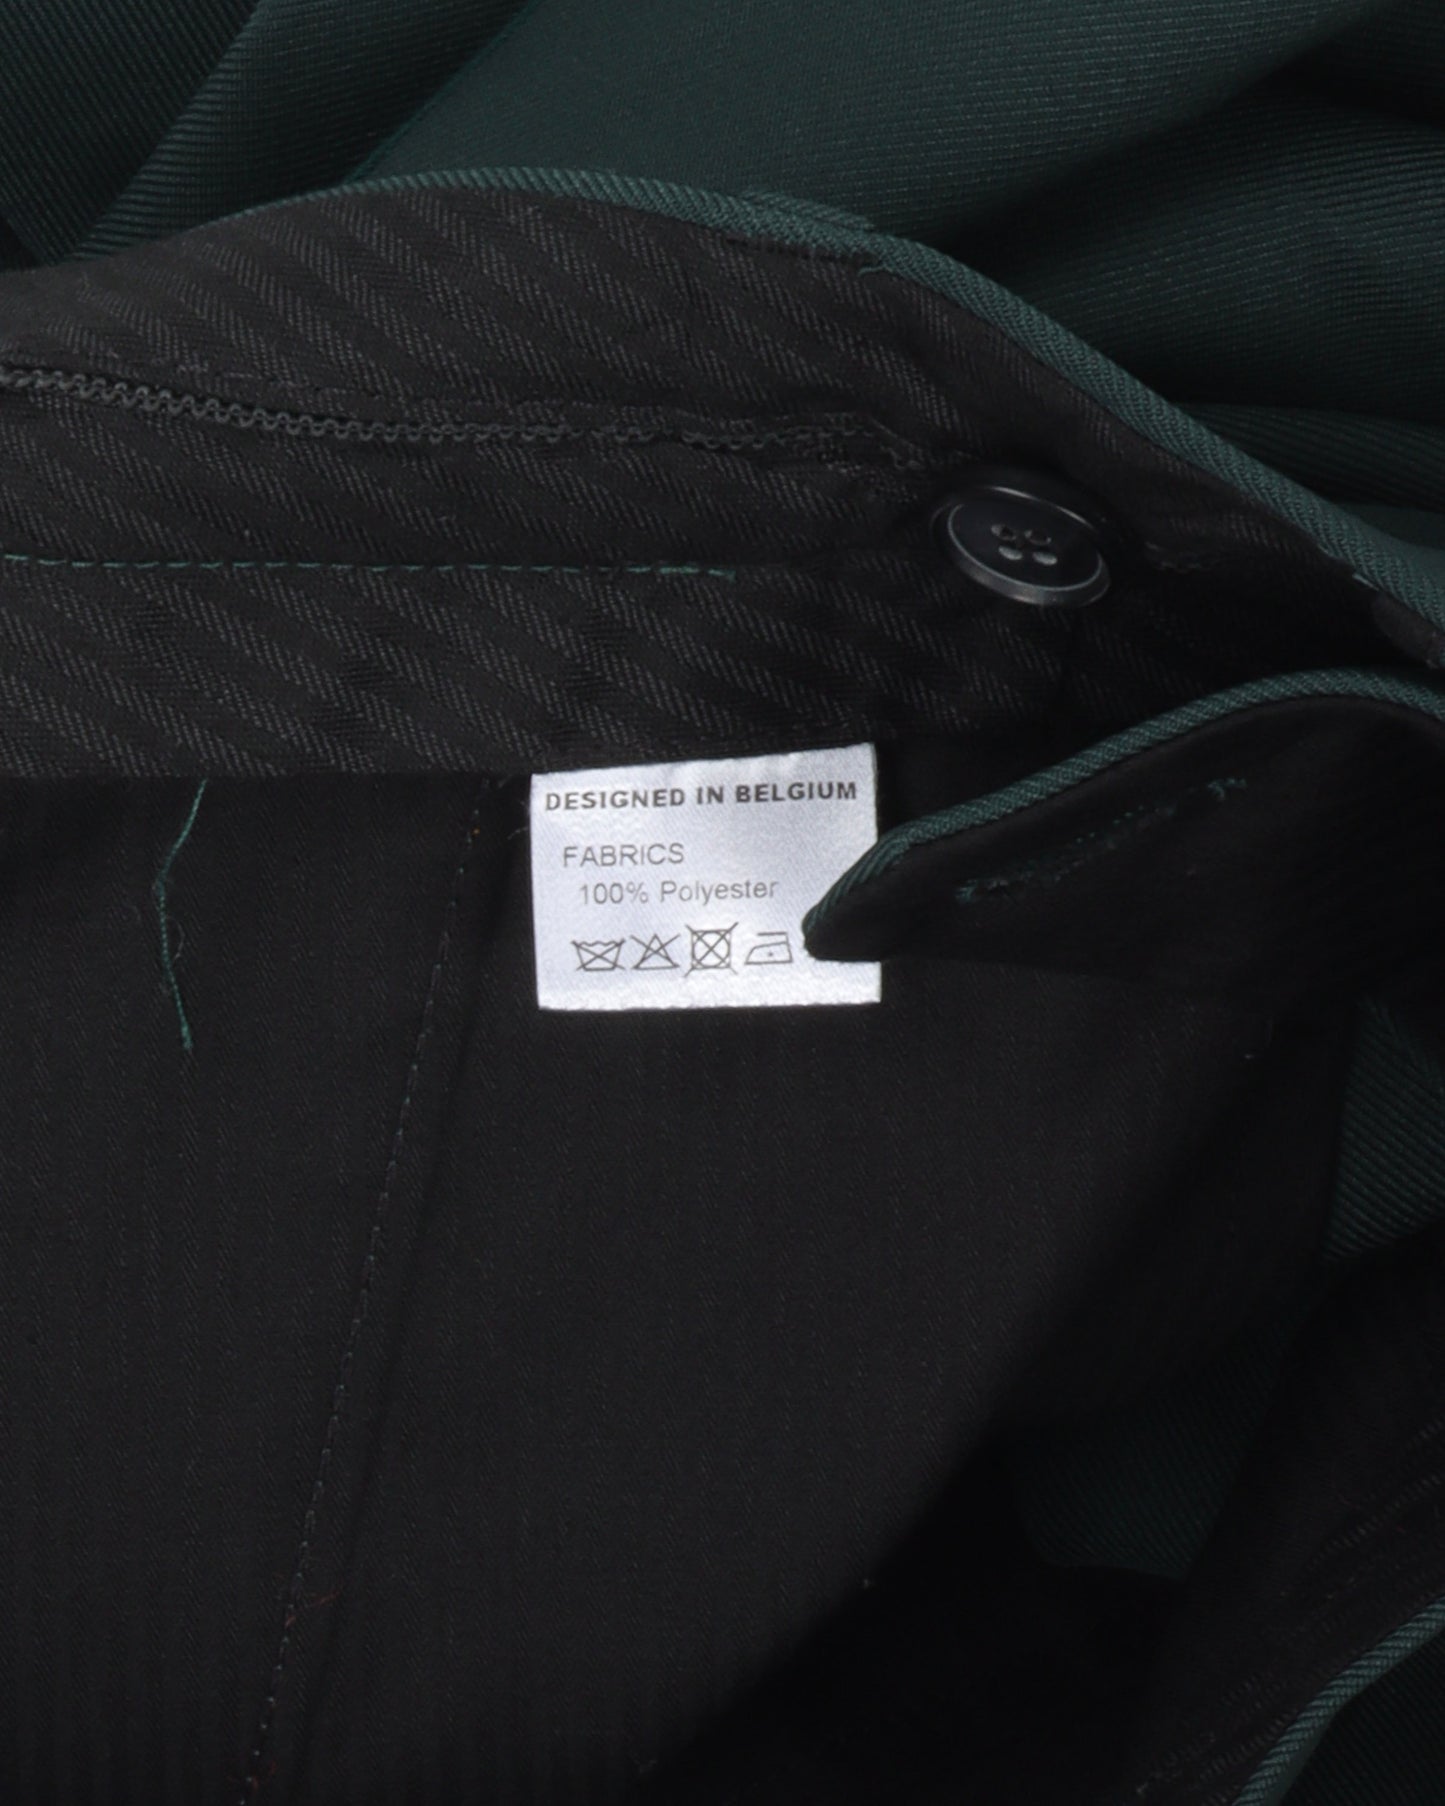 DESIGNED IN BELGIUM
FABRICS
100% Polyester